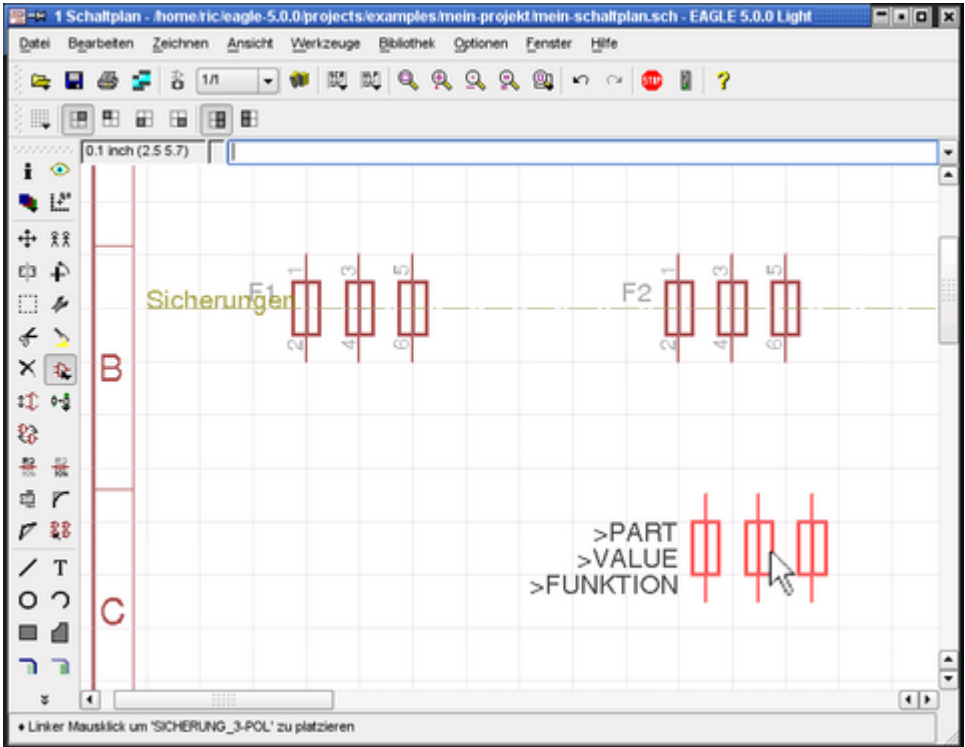 1 Schaltplan - /home/ric/eagle-5.0.0/projects/examples/mein-projekt/mein-schaltplan.sch - EAGLE 5.0.0 Light
Datei Bearbeiten Zeichnen Ansicht Werkzeuge Bibliothek Optionen Fenster Hilfe
1/1 STOP ?
0.1 inch (2.5 5.7)
1 3 5 1 3 5
Sicherungen F1 F2
2 4 6 2 4 6
B
>PART
>VALUE
>FUNKTION
C
T
Linker Mausklick um 'SICHERUNG_3-POL' zu platzieren